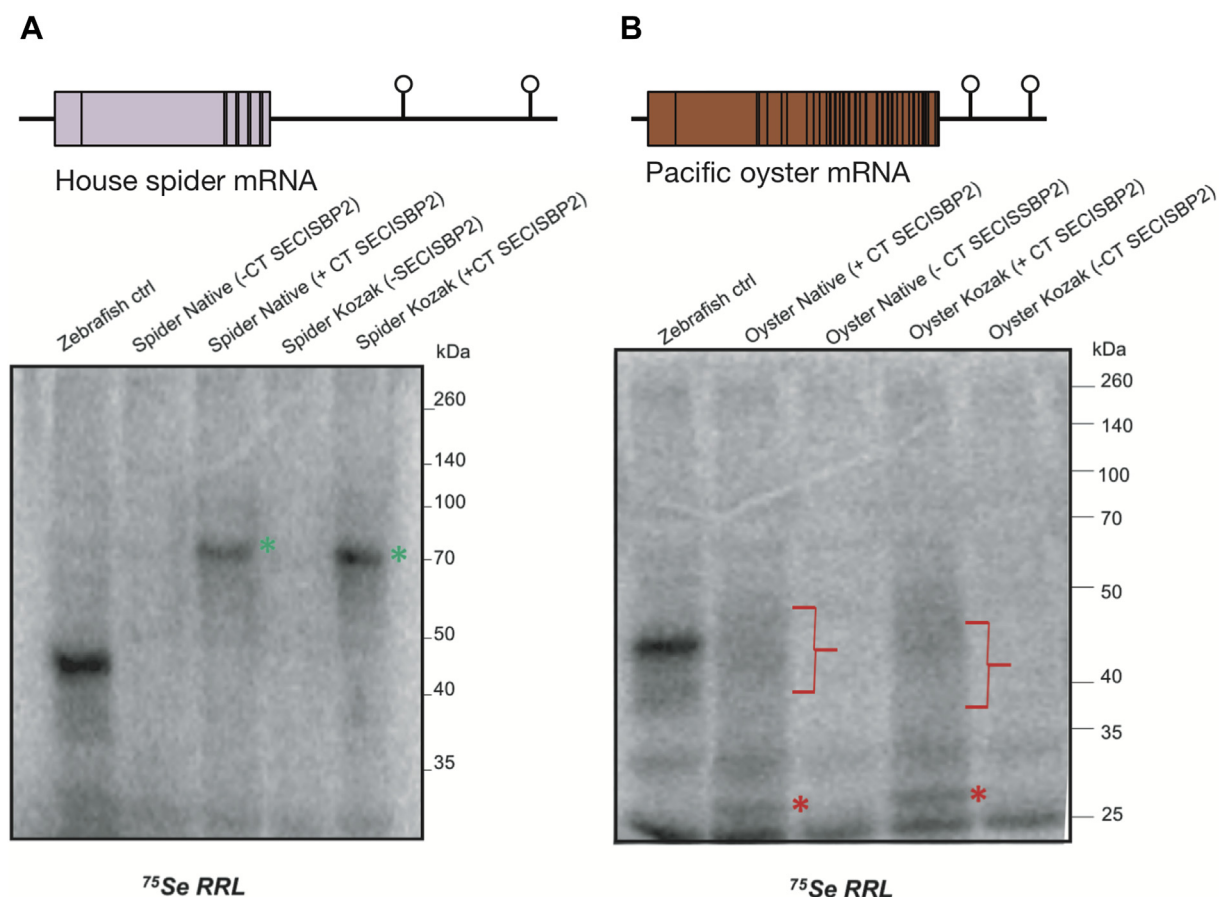 A
B
House spider mRNA
Pacific oyster mRNA
Zebrafish ctrl
Spider Native (-CT SECISBP2)
Spider Native (+ CT SECISBP2)
Spider Kozak (-SECISBP2)
Spider Kozak (+CT SECISBP2)
kDa
260
140
100
70
50
40
35
75Se RRL
Zebrafish ctrl
Oyster Native (+ CT SECISBP2)
Oyster Native (- CT SECISSBP2)
Oyster Kozak (+ CT SECISBP2)
Oyster Kozak (-CT SECISBP2)
kDa
260
140
100
70
50
40
35
25
75Se RRL